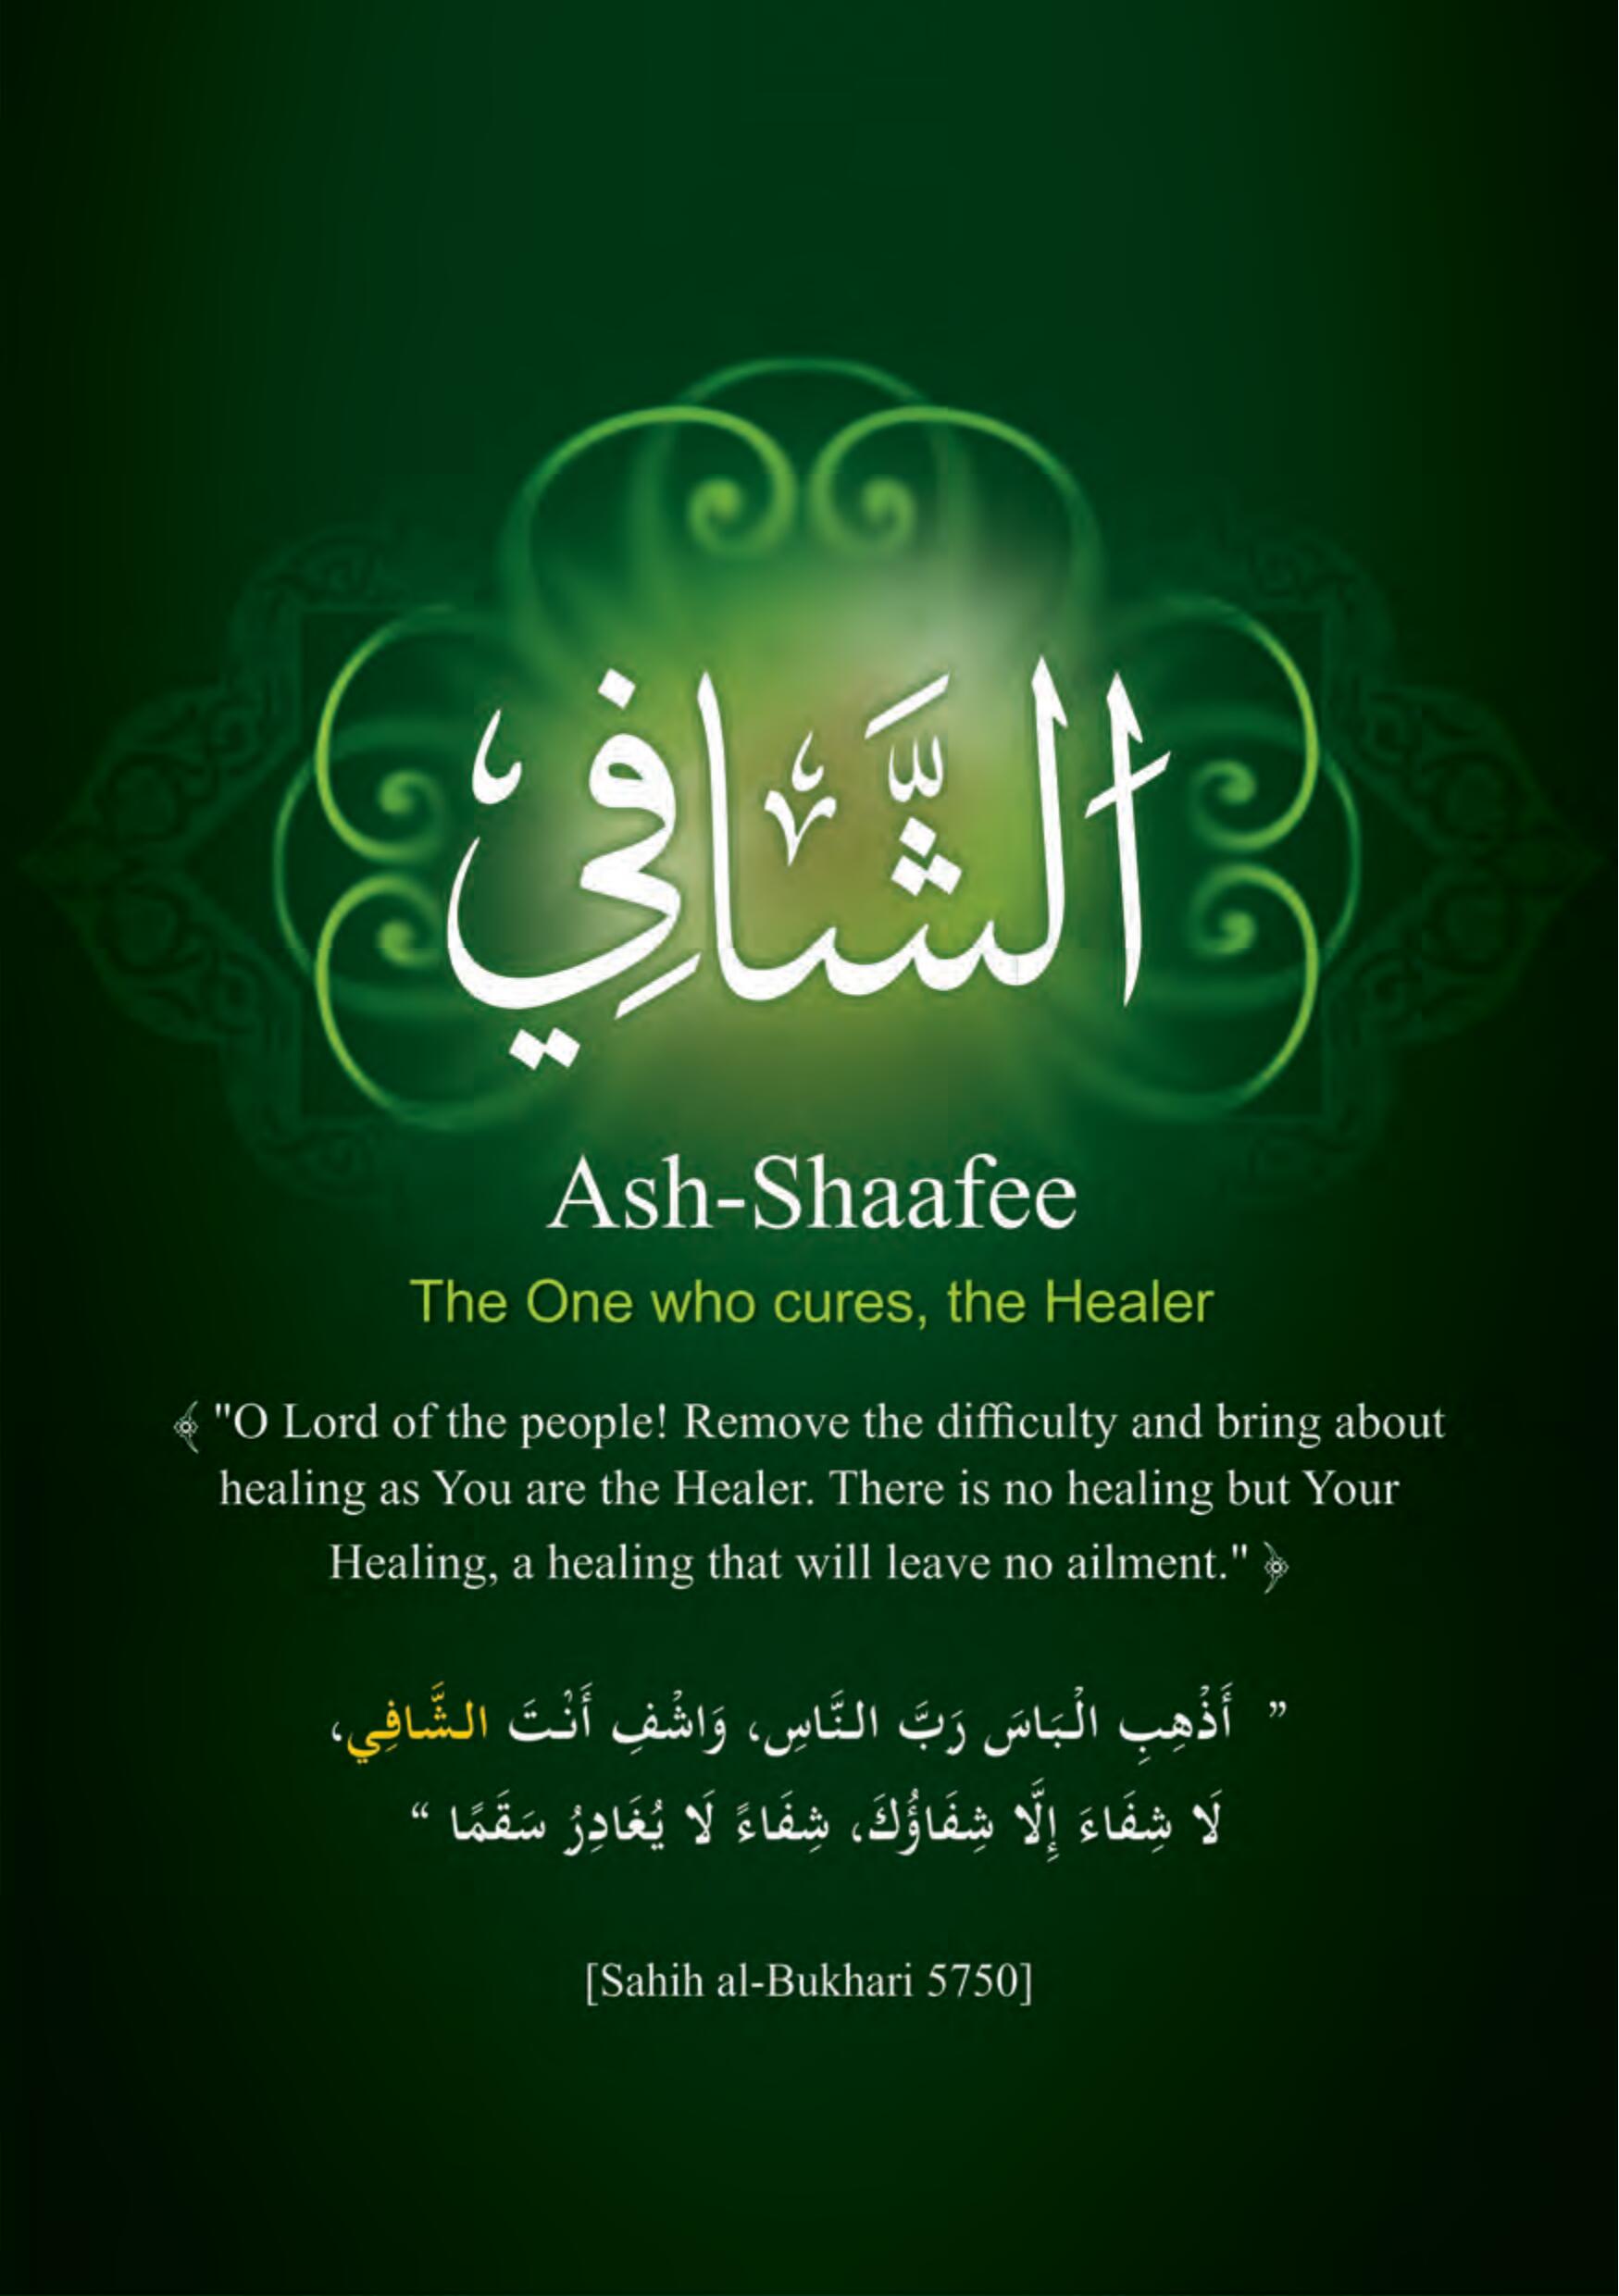 الشَّافِي
Ash-Shaafee
The One who cures, the Healer
﴾ "O Lord of the people! Remove the difficulty and bring about
healing as You are the Healer. There is no healing but Your
Healing, a healing that will leave no ailment." ﴿
” أَذْهِبِ الْبَاسَ رَبَّ النَّاسِ، وَاشْفِ أَنْتَ الشَّافِي،
لَا شِفَاءَ إِلَّا شِفَاؤُكَ، شِفَاءً لَا يُغَادِرُ سَقَمًا “
[Sahih al-Bukhari 5750]